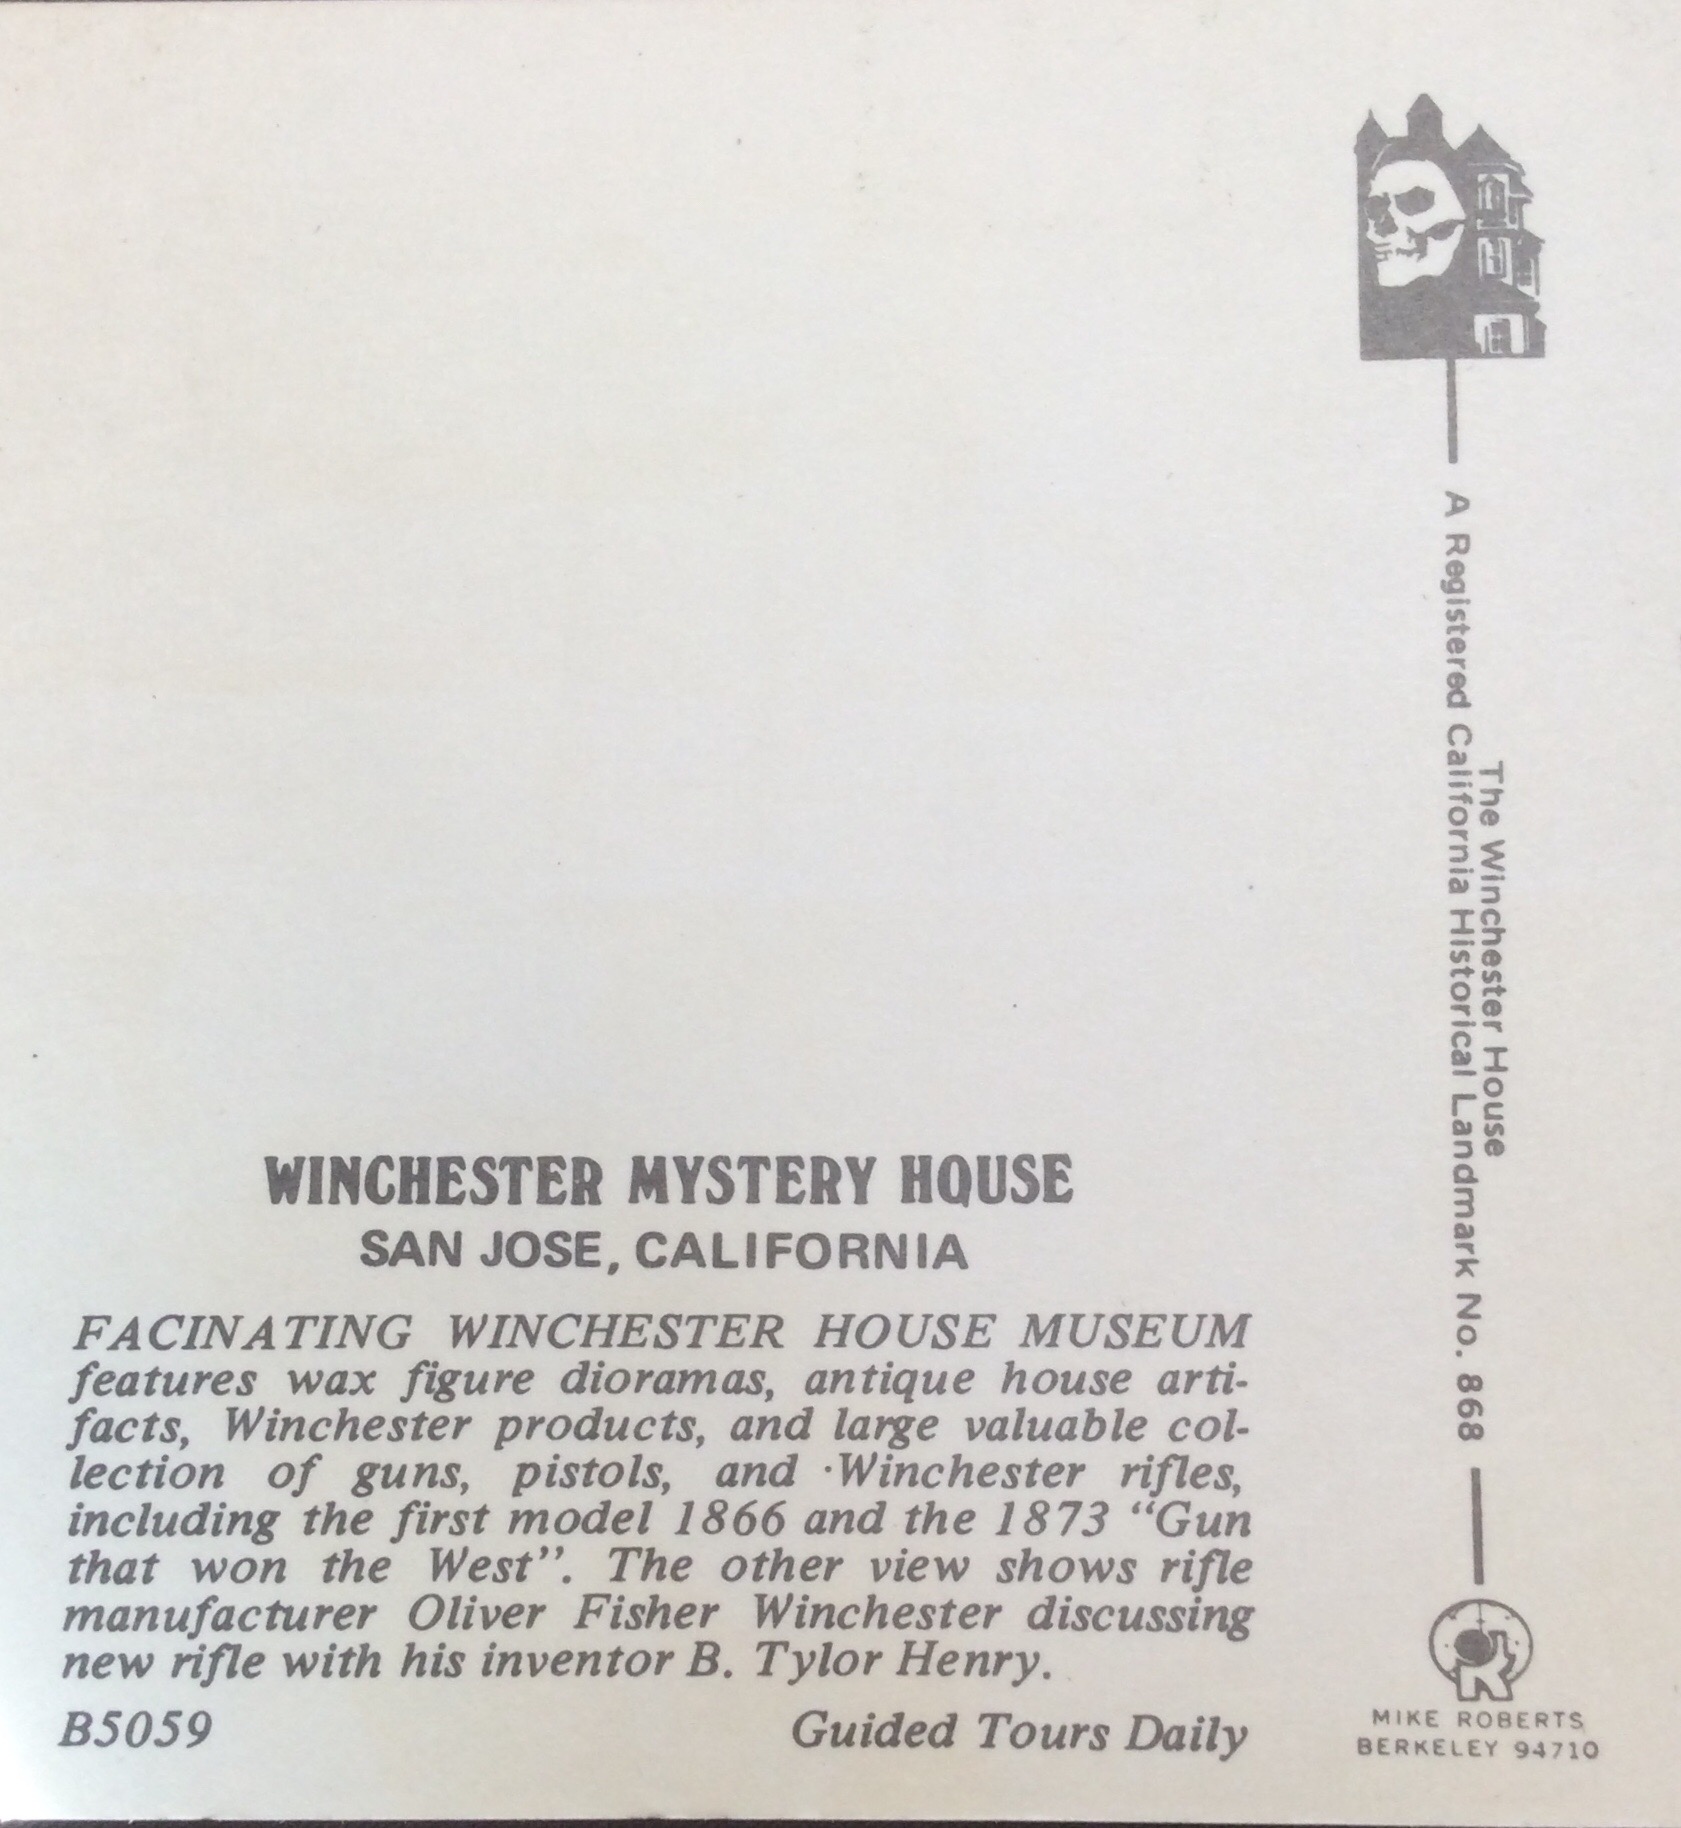 WINCHESTER MYSTERY HOUSE
SAN JOSE, CALIFORNIA
FACINATING WINCHESTER HOUSE MUSEUM
features wax figure dioramas, antique house arti-
facts, Winchester products, and large valuable col-
lection of guns, pistols, and ·Winchester rifles,
including the first model 1866 and the 1873 “Gun
that won the West”. The other view shows rifle
manufacturer Oliver Fisher Winchester discussing
new rifle with his inventor B. Tylor Henry.
B5059 Guided Tours Daily
The Winchester House
A Registered California Historical Landmark No. 868
R
MIKE ROBERTS
BERKELEY 94710